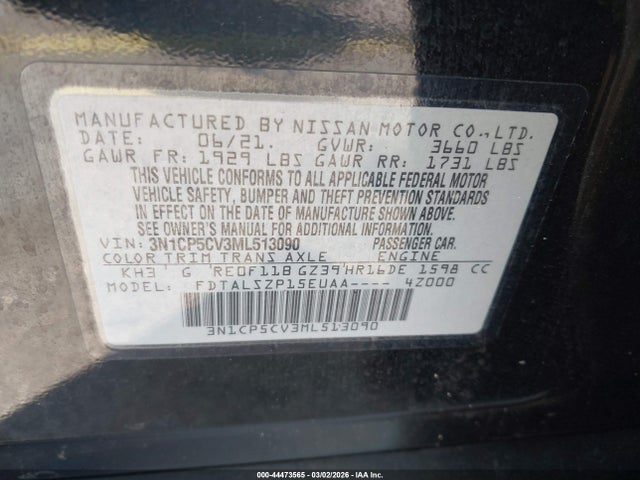 MANUFACTURED BY NISSAN MOTOR CO.,LTD.
DATE: 06/21. GVWR: 3660 LBS
GAWR FR: 1929 LBS GAWR RR: 1731 LBS
THIS VEHICLE CONFORMS TO ALL APPLICABLE FEDERAL MOTOR
VEHICLE SAFETY, BUMPER AND THEFT PREVENTION STANDARDS
IN EFFECT ON THE DATE OF MANUFACTURE SHOWN ABOVE.
SEE OWNER'S MANUAL FOR ADDITIONAL INFORMATION.
VIN: 3N1CP5CV3ML513090 PASSENGER CAR.
COLOR TRIM TRANS AXLE ENGINE
KH3 G RE0F11B GZ39 HR16DE 1598 CC
MODEL: FDTALSZP15EUAA---- 4Z000
3N1CP5CV3ML513090
000-44473565 | 03/02/2026 - IAA Inc.